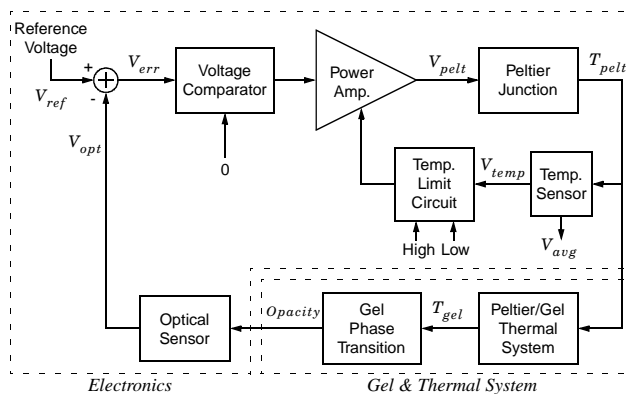 Reference
Voltage
+
-
V_ref
V_err
V_opt
Voltage
Comparator
0
Power
Amp.
V_pelt
Peltier
Junction
T_pelt
Temp.
Limit
Circuit
High Low
V_temp
Temp.
Sensor
V_avg
Optical
Sensor
Opacity
Gel
Phase
Transition
T_gel
Peltier/Gel
Thermal
System
Electronics
Gel & Thermal System